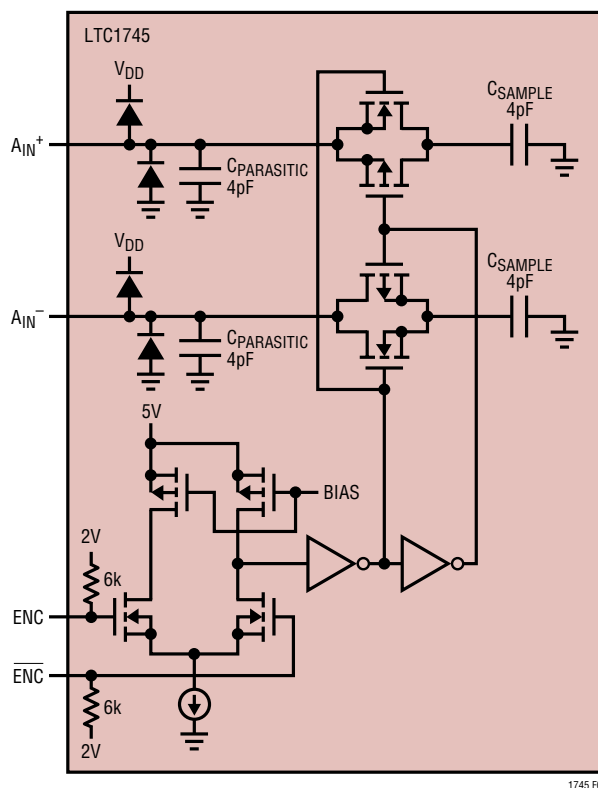 LTC1745
VDD
AIN+
CPARASITIC
4pF
CSAMPLE
4pF
VDD
AIN−
CPARASITIC
4pF
CSAMPLE
4pF
5V
BIAS
2V
6k
ENC
ENC
6k
2V
1745